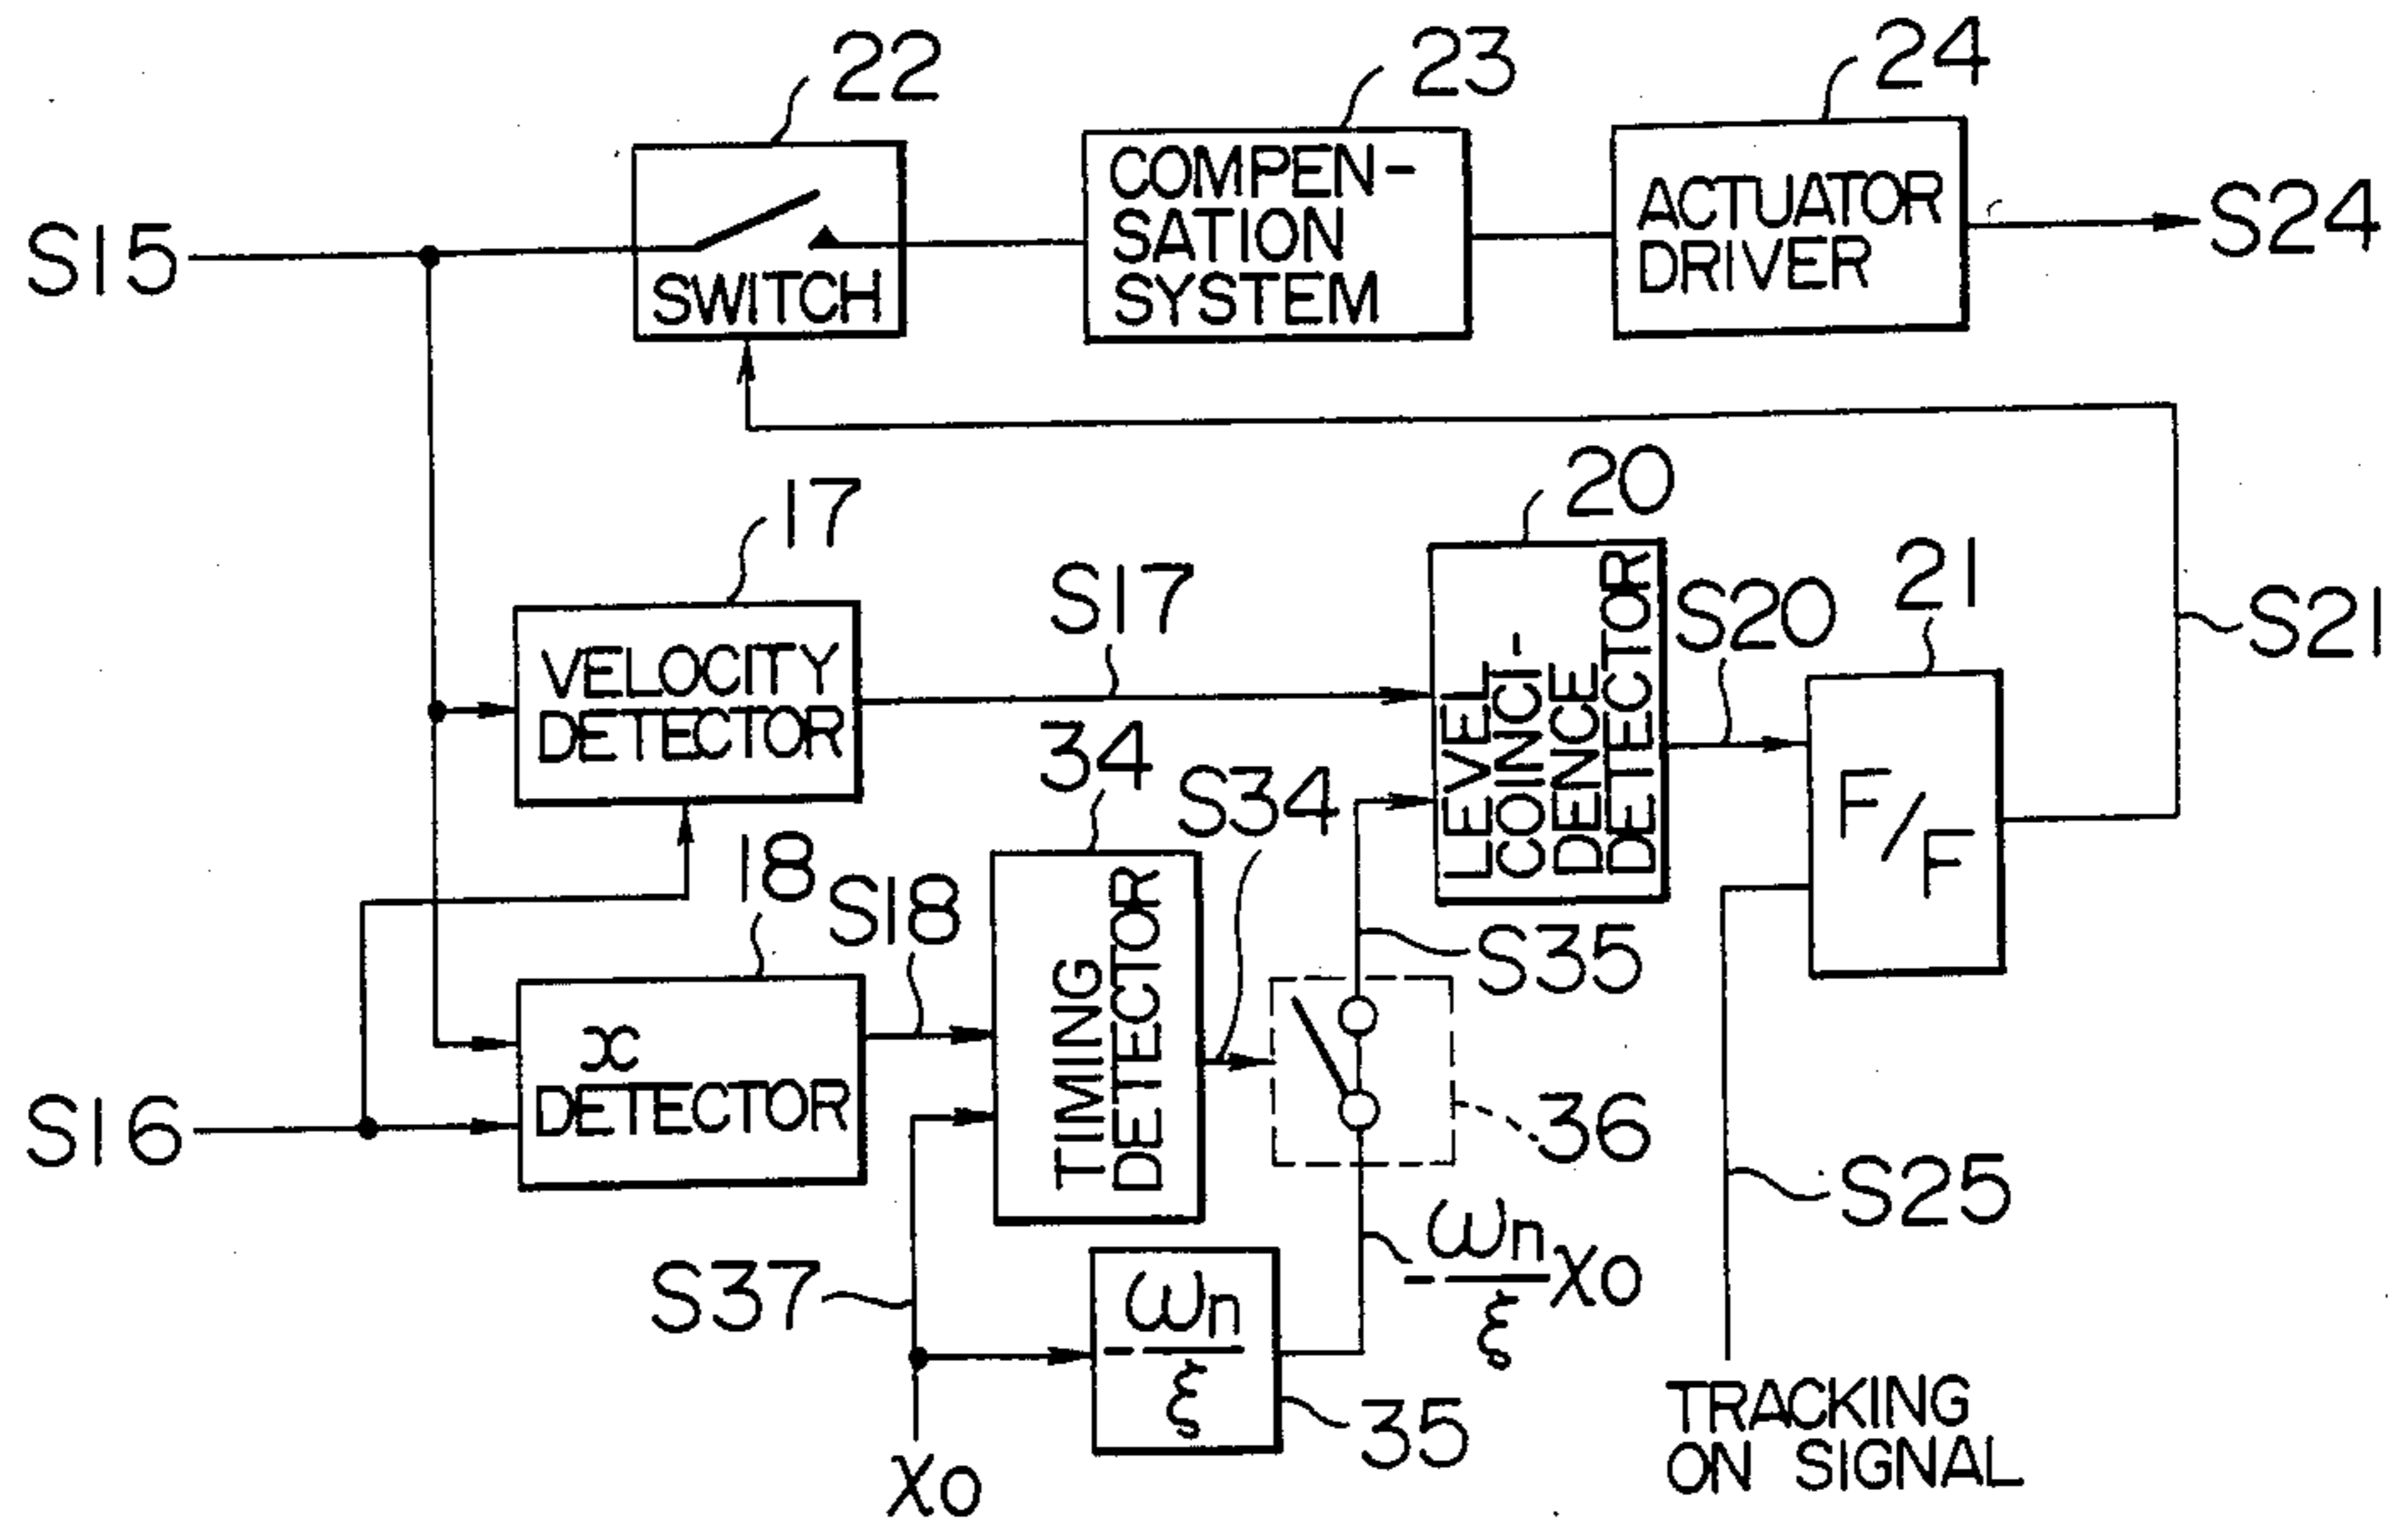 22
23
24
S15
SWITCH
COMPEN-
SATION
SYSTEM
ACTUATOR
DRIVER
S24
17
S17
20
21
S20
S21
VELOCITY
DETECTOR
LEVEL
COINCI-
DENCE
DETECTOR
F/F
34
S34
18
S18
TIMING
DETECTOR
S35
x
DETECTOR
S16
36
S25
S37
-ωn/ξ
-ωn/ξ x0
35
x0
TRACKING
ON SIGNAL